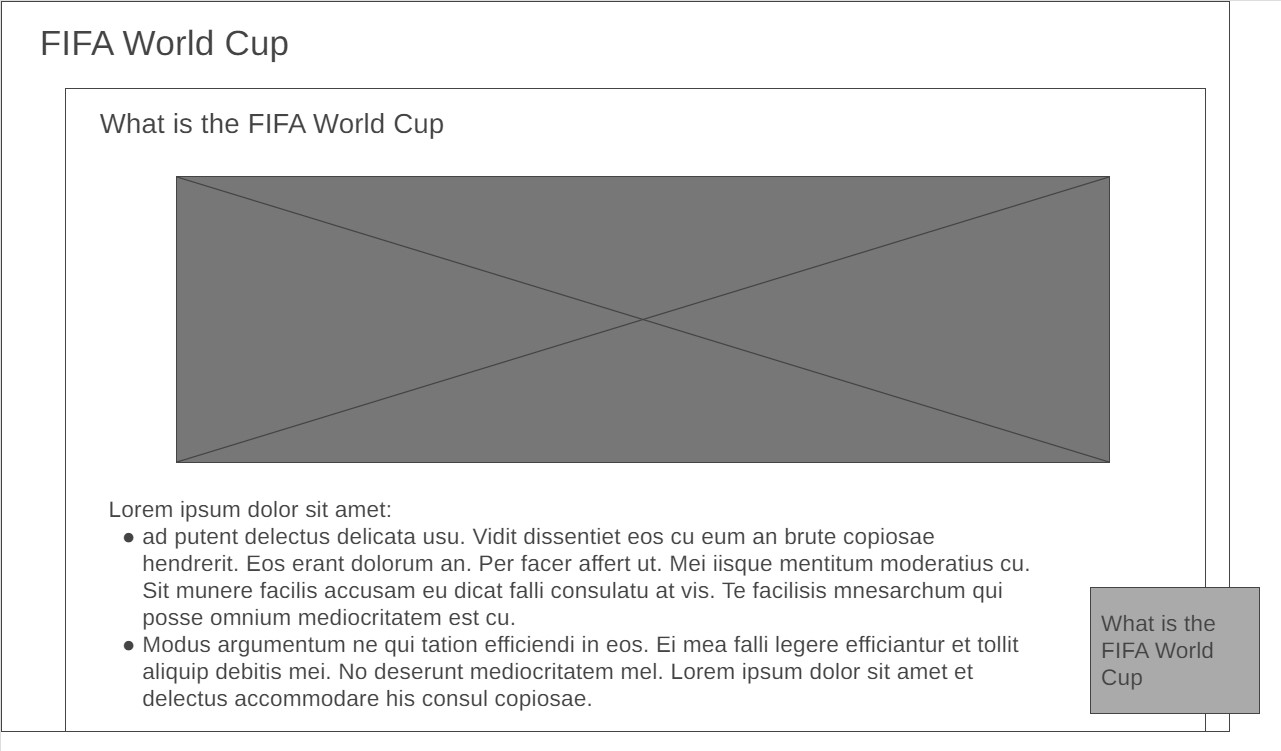 FIFA World Cup
What is the FIFA World Cup
Lorem ipsum dolor sit amet:
● ad putent delectus delicata usu. Vidit dissentiet eos cu eum an brute copiosae
hendrerit. Eos erant dolorum an. Per facer affert ut. Mei iisque mentitum moderatius cu.
Sit munere facilis accusam eu dicat falli consulatu at vis. Te facilisis mnesarchum qui
posse omnium mediocritatem est cu.
● Modus argumentum ne qui tation efficiendi in eos. Ei mea falli legere efficiantur et tollit
aliquip debitis mei. No deserunt mediocritatem mel. Lorem ipsum dolor sit amet et
delectus accommodare his consul copiosae.
What is the
FIFA World
Cup